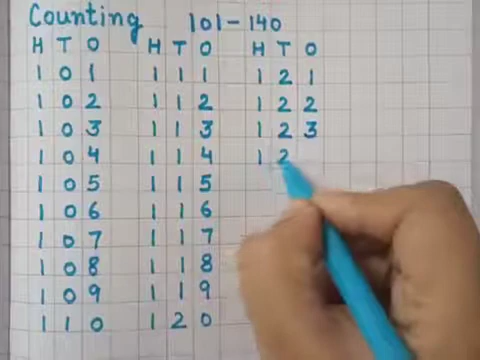 Counting 101-140
H T O H T O H T O
1 0 1 1 1 1 1 2 1
1 0 2 1 1 2 1 2 2
1 0 3 1 1 3 1 2 3
1 0 4 1 1 4 1 2
1 0 5 1 1 5
1 0 6 1 1 6
1 0 7 1 1 7
1 0 8 1 1 8
1 0 9 1 1 9
1 1 0 1 2 0